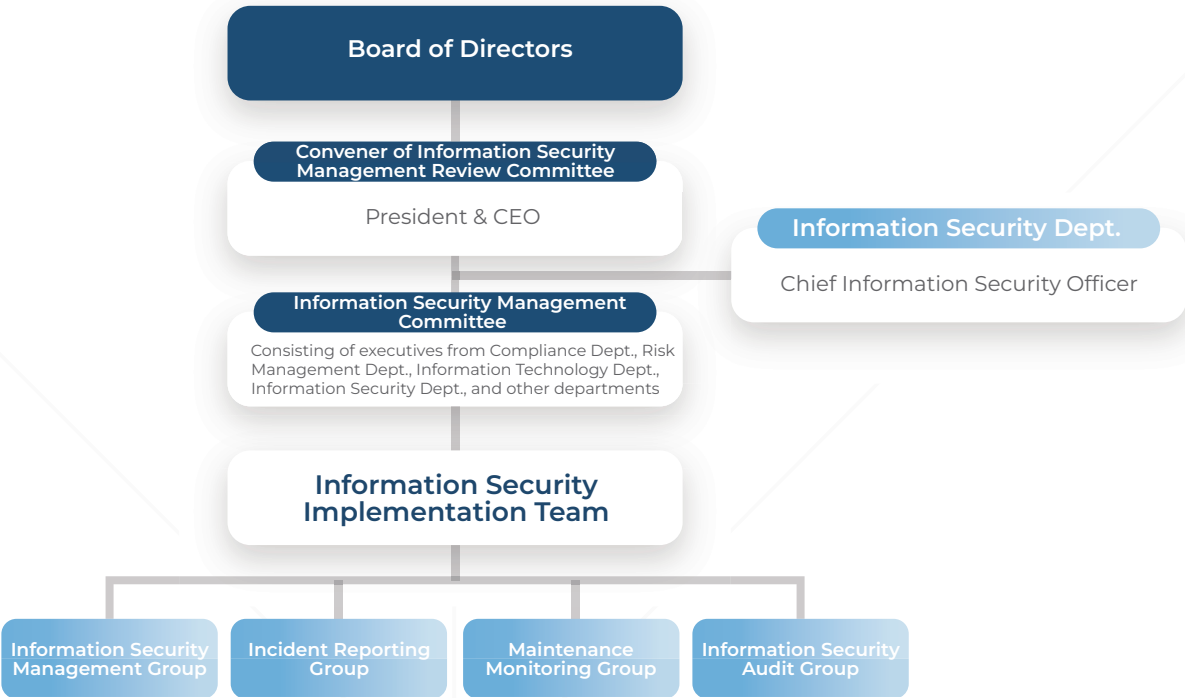 Board of Directors
Convener of Information Security
Management Review Committee
President & CEO
Information Security Dept.
Chief Information Security Officer
Information Security Management
Committee
Consisting of executives from Compliance Dept., Risk
Management Dept., Information Technology Dept.,
Information Security Dept., and other departments
Information Security
Implementation Team
Information Security
Management Group
Incident Reporting
Group
Maintenance
Monitoring Group
Information Security
Audit Group